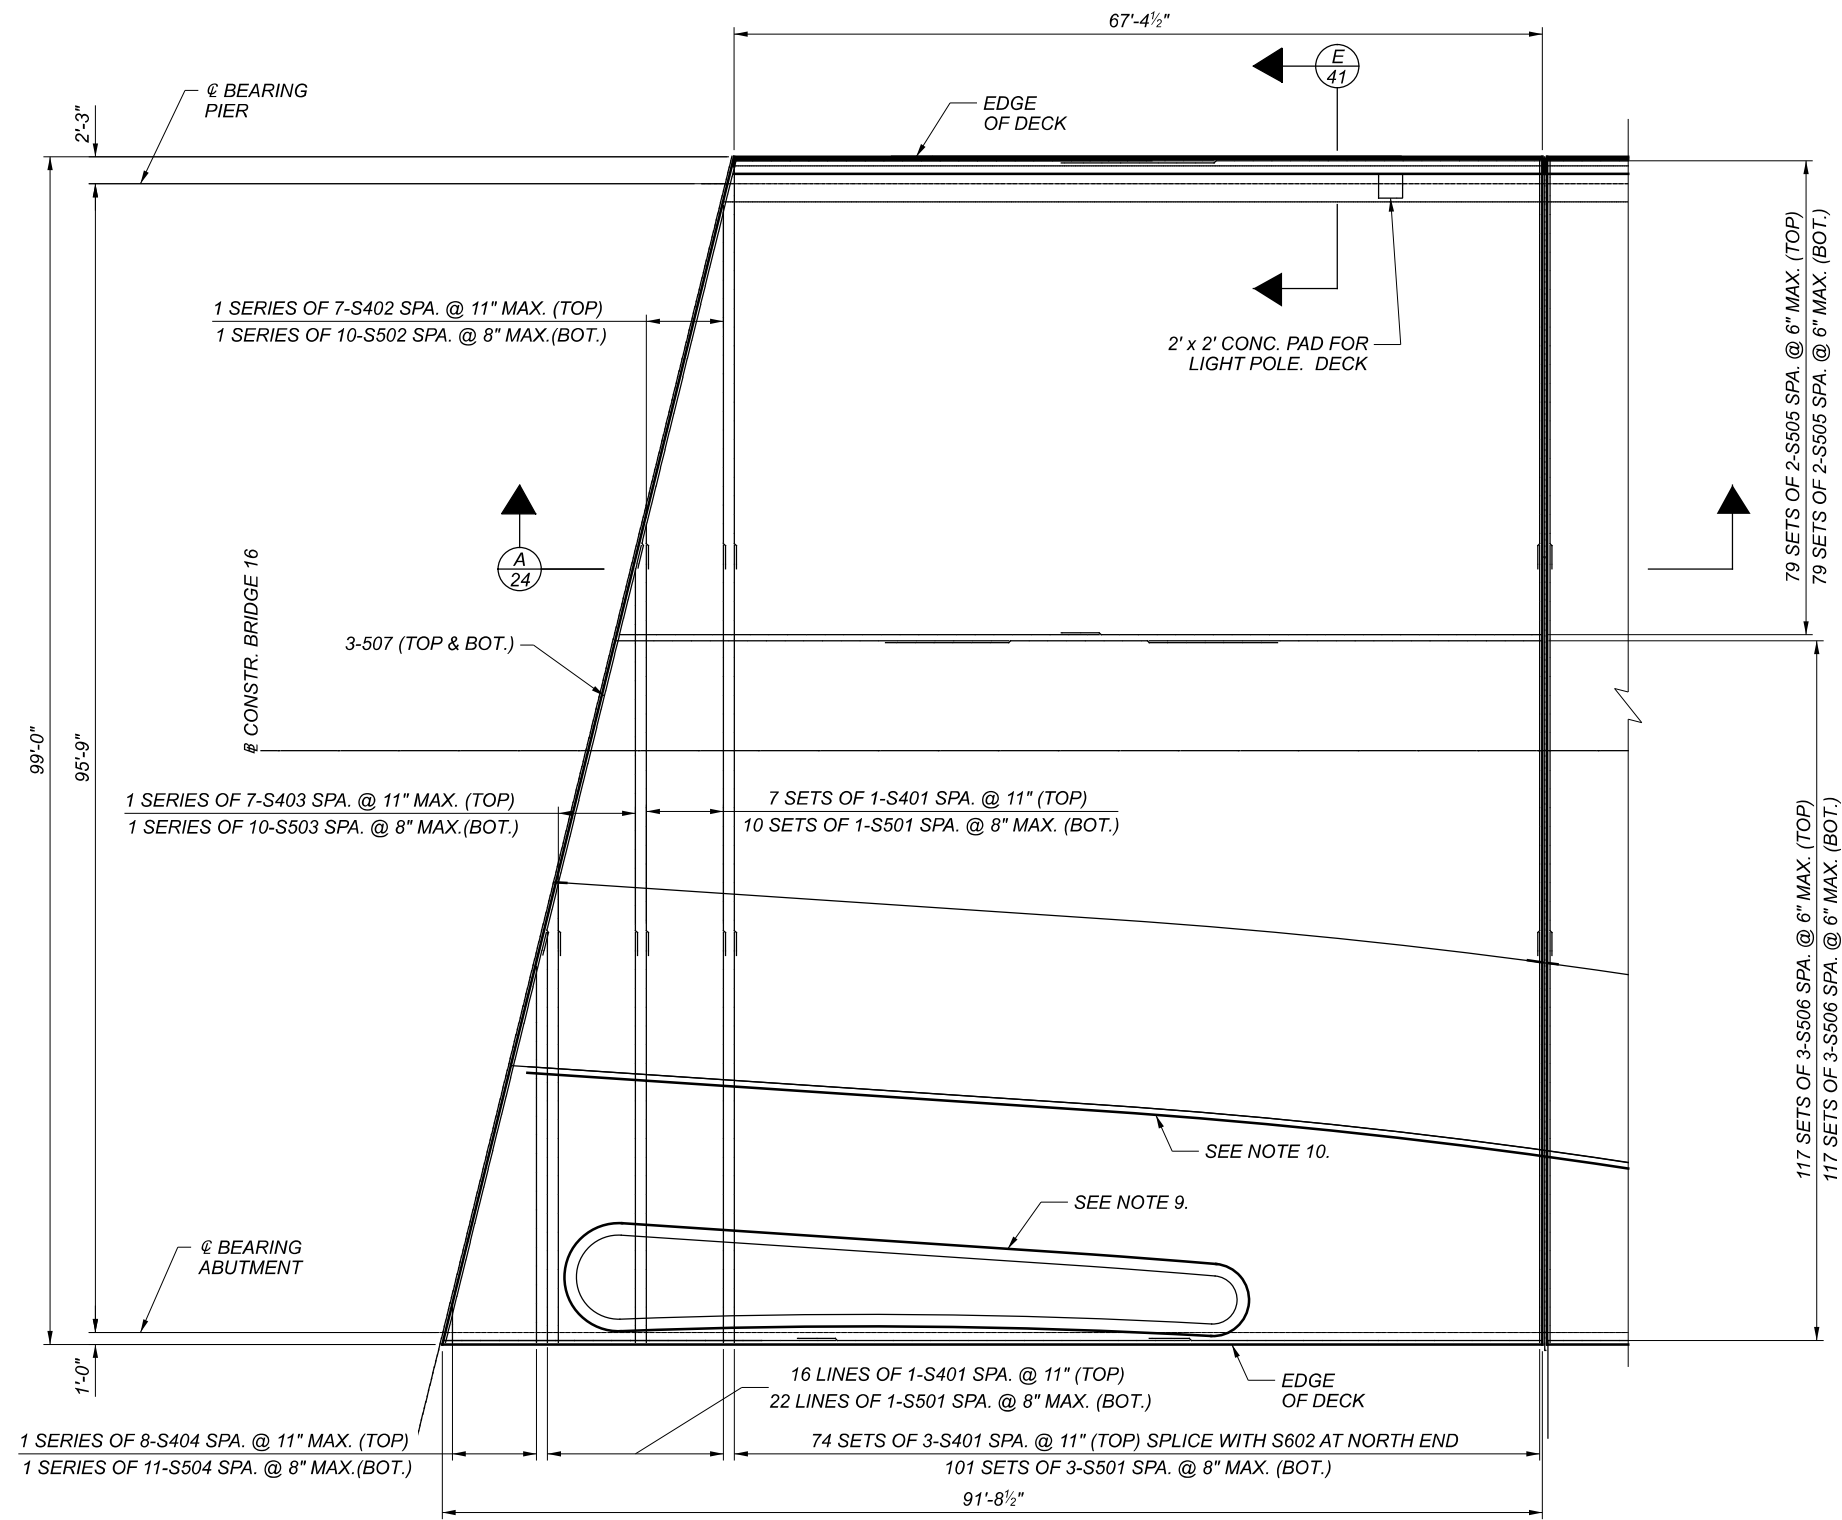 67'-4½"
E
41
℄ BEARING
PIER
2'-3"
EDGE
OF DECK
1 SERIES OF 7-S402 SPA. @ 11" MAX. (TOP)
1 SERIES OF 10-S502 SPA. @ 8" MAX.(BOT.)
2' x 2' CONC. PAD FOR
LIGHT POLE. DECK
79 SETS OF 2-S505 SPA. @ 6" MAX. (TOP)
79 SETS OF 2-S505 SPA. @ 6" MAX. (BOT.)
A
24
CONSTR. BRIDGE 16
3-507 (TOP & BOT.)
99'-0"
95'-9"
1 SERIES OF 7-S403 SPA. @ 11" MAX. (TOP)
1 SERIES OF 10-S503 SPA. @ 8" MAX.(BOT.)
7 SETS OF 1-S401 SPA. @ 11" (TOP)
10 SETS OF 1-S501 SPA. @ 8" MAX. (BOT.)
117 SETS OF 3-S506 SPA. @ 6" MAX. (TOP)
117 SETS OF 3-S506 SPA. @ 6" MAX. (BOT.)
SEE NOTE 10.
SEE NOTE 9.
℄ BEARING
ABUTMENT
1'-0"
16 LINES OF 1-S401 SPA. @ 11" (TOP)
22 LINES OF 1-S501 SPA. @ 8" MAX. (BOT.)
EDGE
OF DECK
1 SERIES OF 8-S404 SPA. @ 11" MAX. (TOP)
1 SERIES OF 11-S504 SPA. @ 8" MAX.(BOT.)
74 SETS OF 3-S401 SPA. @ 11" (TOP) SPLICE WITH S602 AT NORTH END
101 SETS OF 3-S501 SPA. @ 8" MAX. (BOT.)
91'-8½"